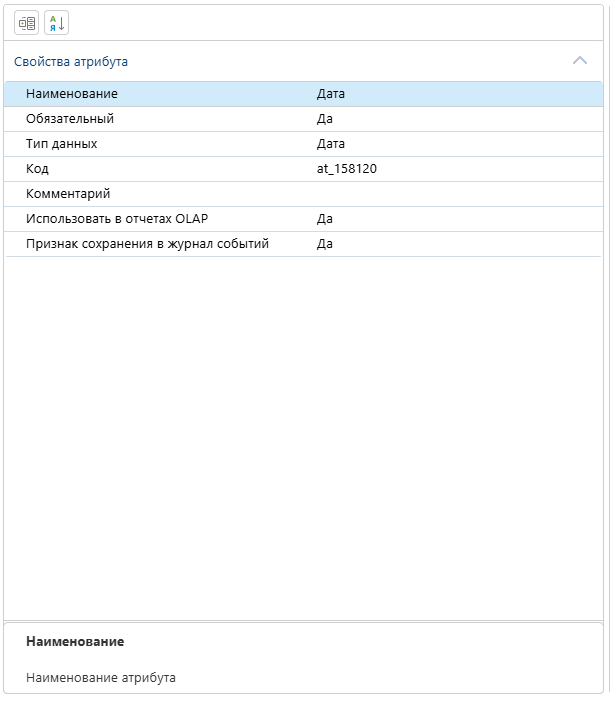 А
Я
Свойства атрибута
Наименование Дата
Обязательный Да
Тип данных Дата
Код at_158120
Комментарий
Использовать в отчетах OLAP Да
Признак сохранения в журнал событий Да
Наименование
Наименование атрибута